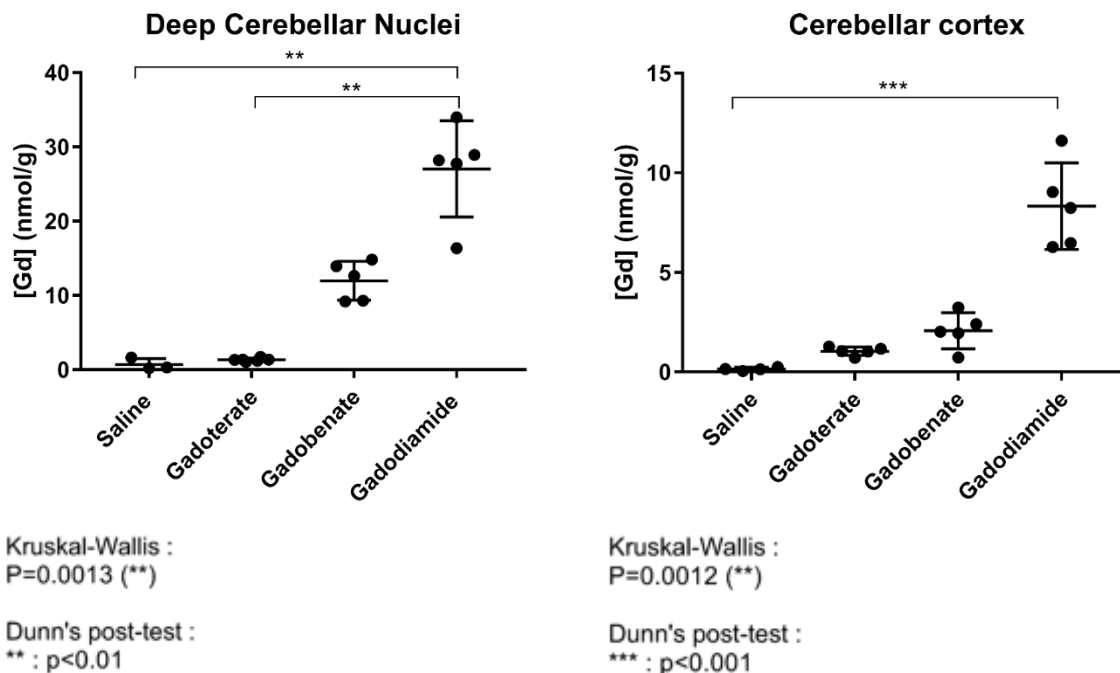 Deep Cerebellar Nuclei
**
**
[Gd] (nmol/g)
40
30
20
10
0
Saline
Gadoterate
Gadobenate
Gadodiamide
Kruskal-Wallis :
P=0.0013 (**)
Dunn's post-test :
** : p<0.01
Cerebellar cortex
***
[Gd] (nmol/g)
15
10
5
0
Saline
Gadoterate
Gadobenate
Gadodiamide
Kruskal-Wallis :
P=0.0012 (**)
Dunn's post-test :
*** : p<0.001